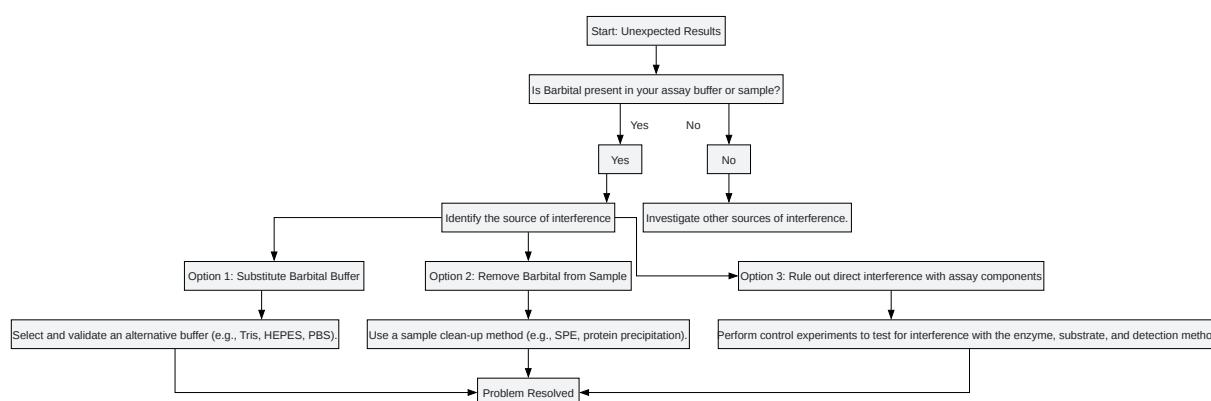 Start: Unexpected Results
Is Barbital present in your assay buffer or sample?
Yes
No
Yes
No
Identify the source of interference
Investigate other sources of interference.
Option 1: Substitute Barbital Buffer
Option 2: Remove Barbital from Sample
Option 3: Rule out direct interference with assay components
Select and validate an alternative buffer (e.g., Tris, HEPES, PBS).
Use a sample clean-up method (e.g., SPE, protein precipitation).
Perform control experiments to test for interference with the enzyme, substrate, and detection metho
Problem Resolved